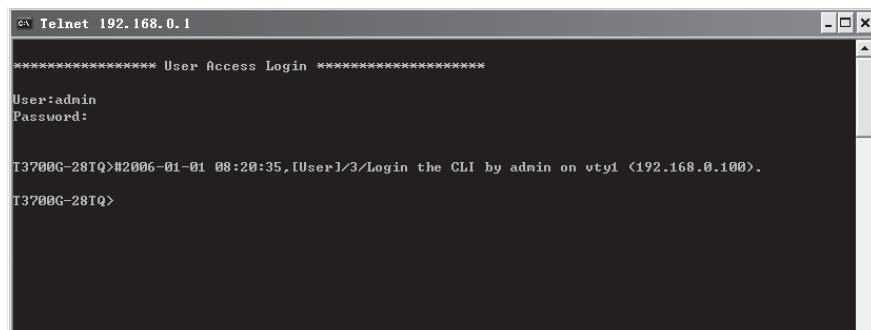 Telnet 192.168.0.1
***************** User Access Login ********************
User:admin
Password:
T3700G-28TQ>#2006-01-01 08:20:35,[User]/3/Login the CLI by admin on vty1 (192.168.0.100).
T3700G-28TQ>